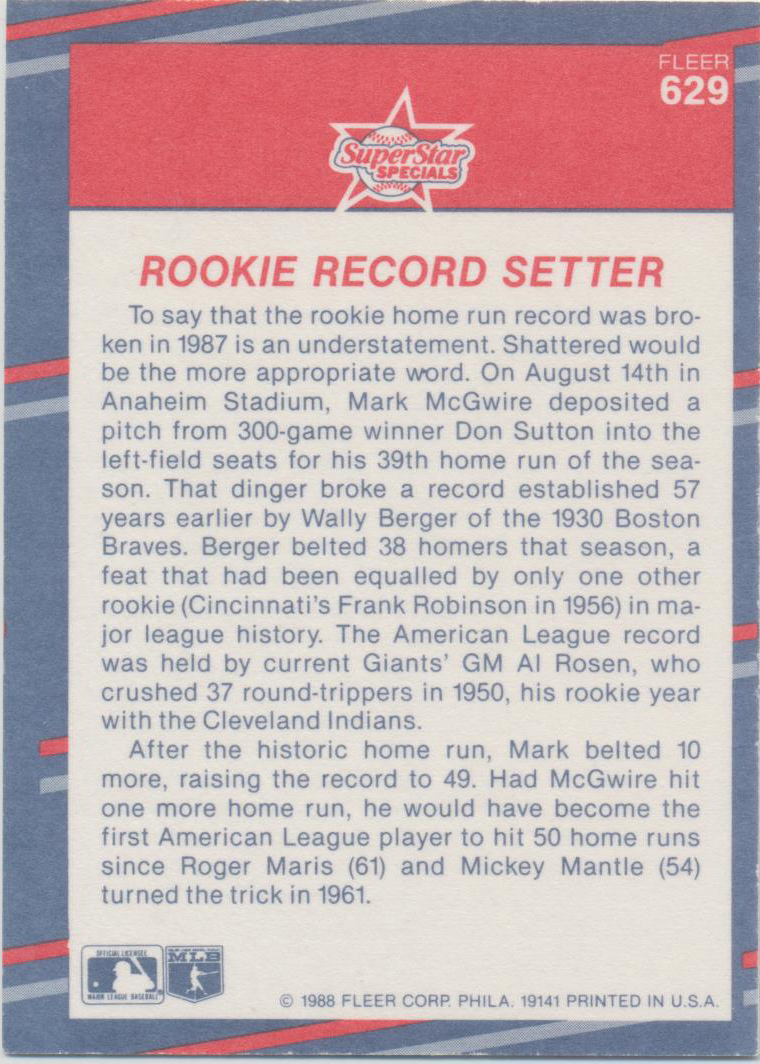 FLEER
629
SuperStar
SPECIALS
ROOKIE RECORD SETTER
To say that the rookie home run record was bro-
ken in 1987 is an understatement. Shattered would
be the more appropriate word. On August 14th in
Anaheim Stadium, Mark McGwire deposited a
pitch from 300-game winner Don Sutton into the
left-field seats for his 39th home run of the sea-
son. That dinger broke a record established 57
years earlier by Wally Berger of the 1930 Boston
Braves. Berger belted 38 homers that season, a
feat that had been equalled by only one other
rookie (Cincinnati's Frank Robinson in 1956) in ma-
jor league history. The American League record
was held by current Giants' GM Al Rosen, who
crushed 37 round-trippers in 1950, his rookie year
with the Cleveland Indians.
After the historic home run, Mark belted 10
more, raising the record to 49. Had McGwire hit
one more home run, he would have become the
first American League player to hit 50 home runs
since Roger Maris (61) and Mickey Mantle (54)
turned the trick in 1961.
OFFICIAL LICENSEE
MAJOR LEAGUE BASEBALL
MLB
© 1988 FLEER CORP. PHILA. 19141 PRINTED IN U.S.A.